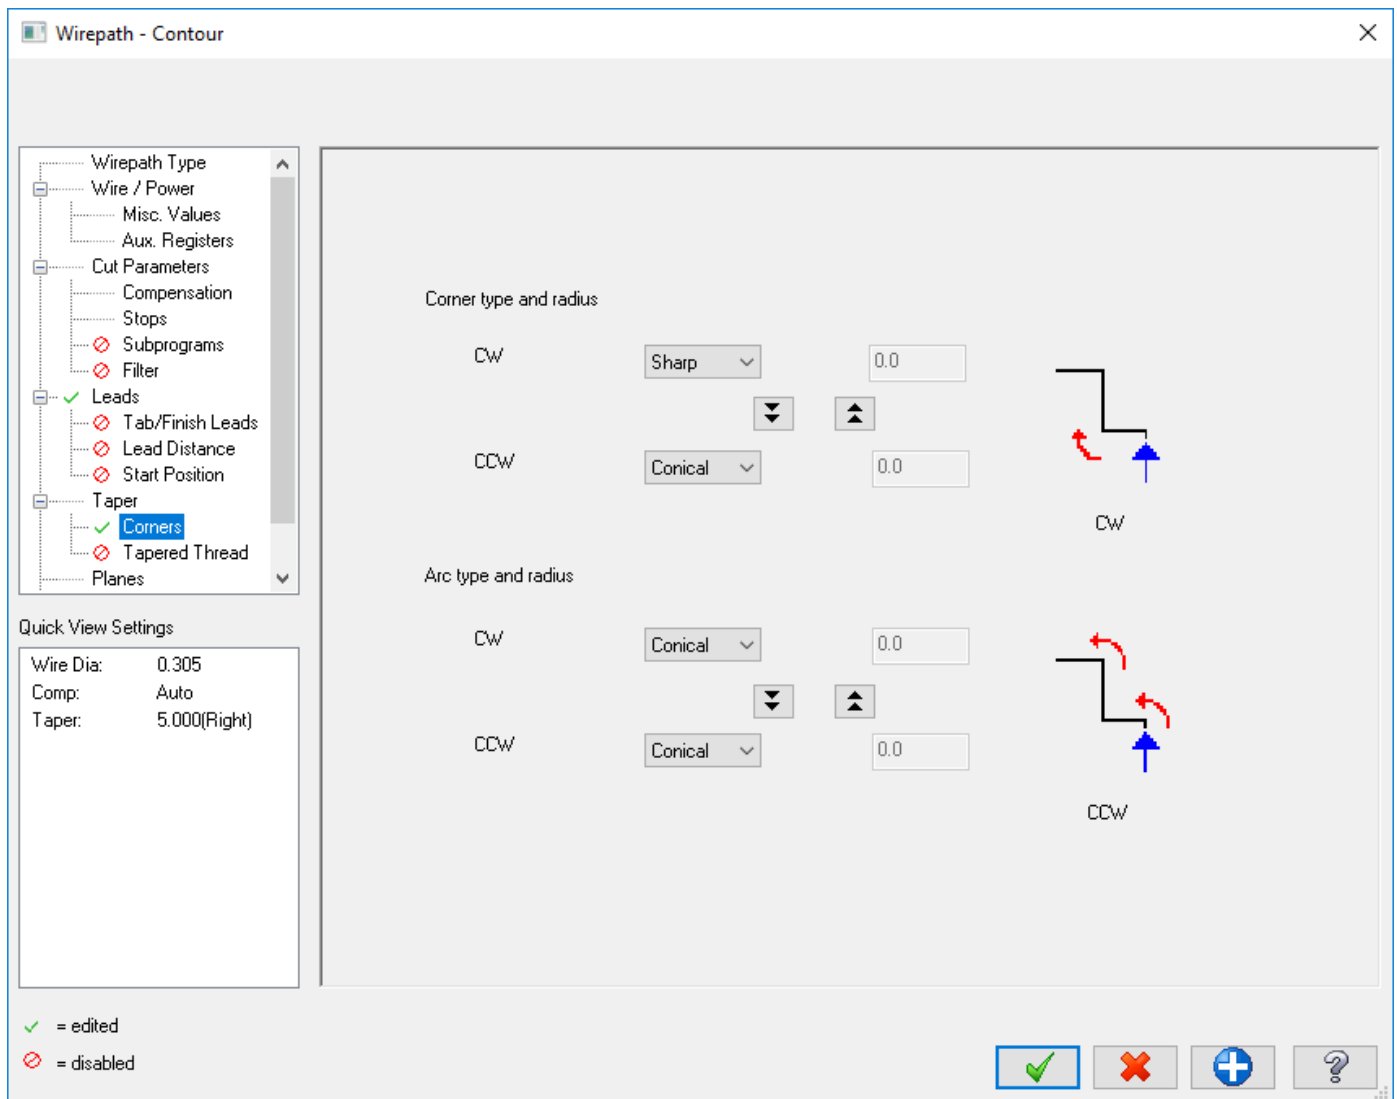 Wirepath - Contour
Wirepath Type
Wire / Power
Misc. Values
Aux. Registers
Cut Parameters
Compensation
Stops
Subprograms
Filter
Leads
Tab/Finish Leads
Lead Distance
Start Position
Taper
Corners
Tapered Thread
Planes
Quick View Settings
Wire Dia: 0.305
Comp: Auto
Taper: 5.000(Right)
= edited
= disabled
Corner type and radius
CW Sharp 0.0
CCW Conical 0.0
CW
Arc type and radius
CW Conical 0.0
CCW Conical 0.0
CCW